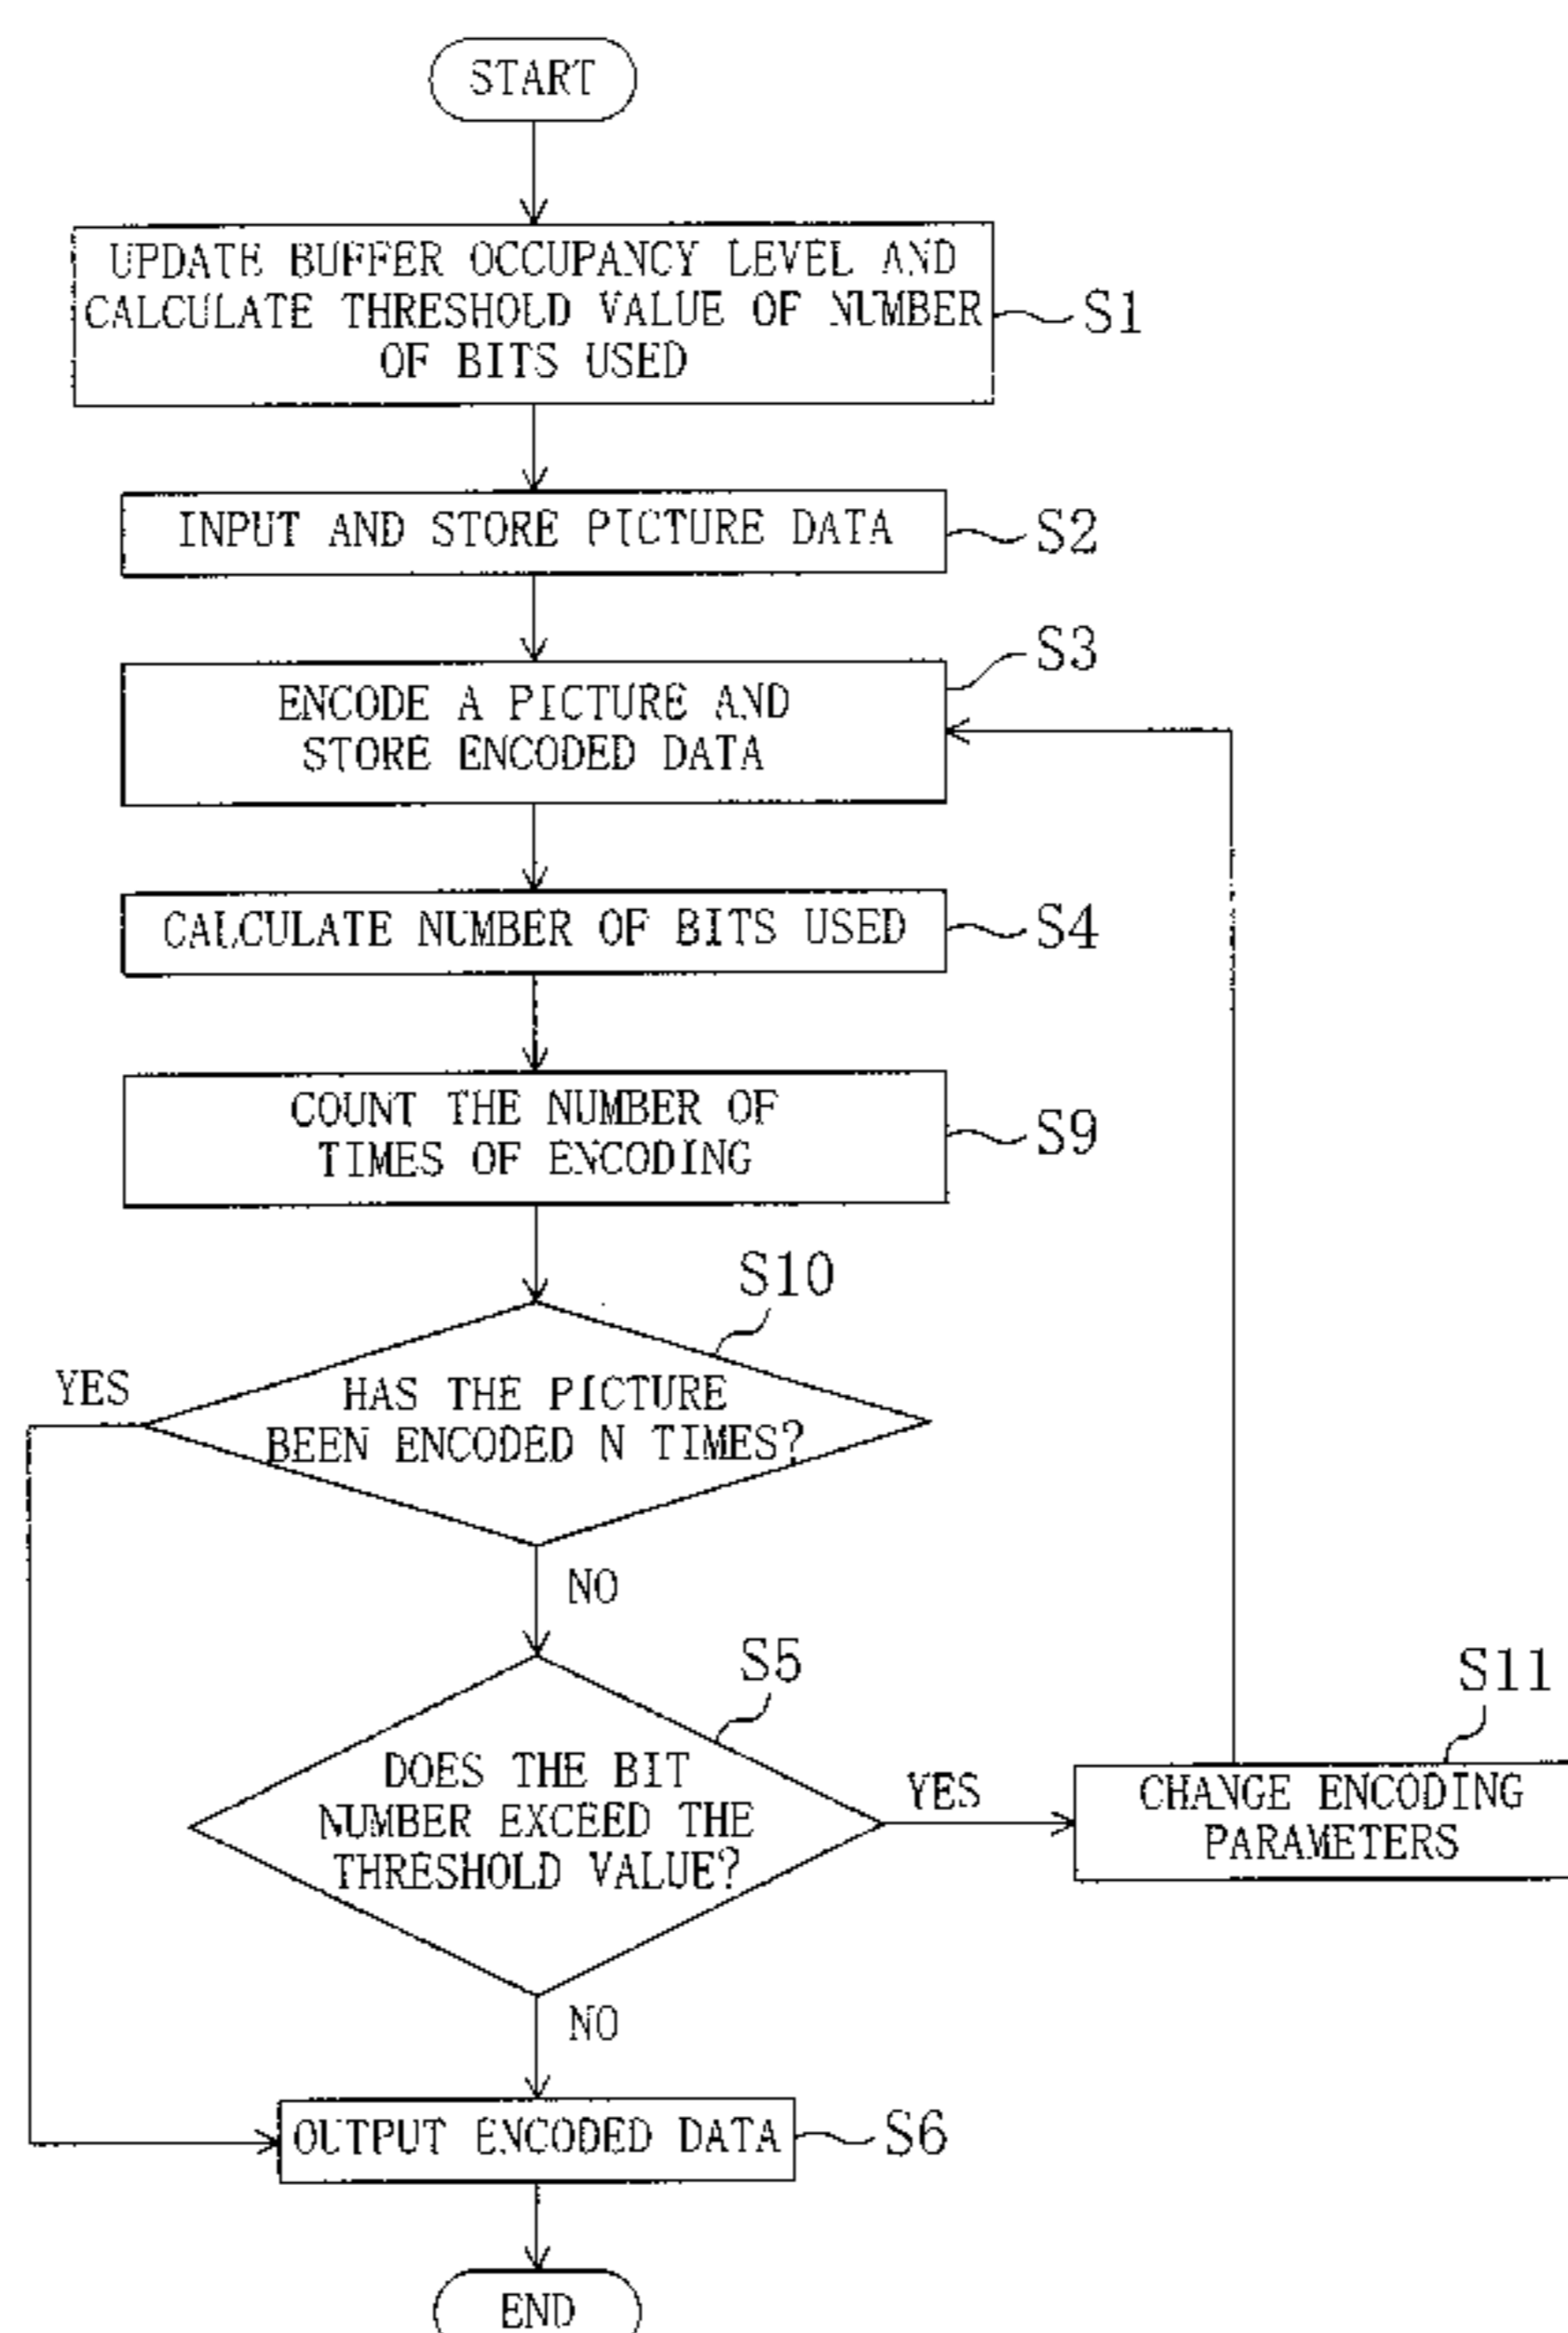 START
UPDATE BUFFER OCCUPANCY LEVEL AND
CALCULATE THRESHOLD VALUE OF NUMBER
OF BITS USED
S1
INPUT AND STORE PICTURE DATA
S2
S3
ENCODE A PICTURE AND
STORE ENCODED DATA
CALCULATE NUMBER OF BITS USED
S4
COUNT THE NUMBER OF
TIMES OF ENCODING
S9
S10
YES
HAS THE PICTURE
BEEN ENCODED N TIMES?
NO
S5
S11
DOES THE BIT
NUMBER EXCEED THE
THRESHOLD VALUE?
YES
CHANGE ENCODING
PARAMETERS
NO
OUTPUT ENCODED DATA
S6
END